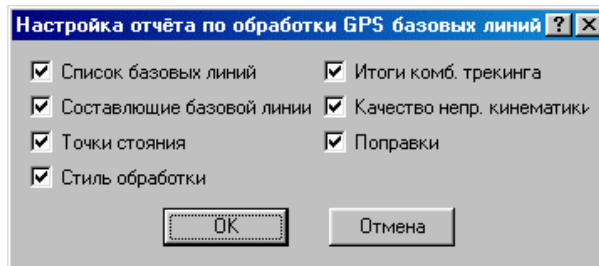 Настройка отчёта по обработки GPS базовых линий
Список базовых линий
Составлющие базовой линии
Точки стояния
Стиль обработки
Итоги комб. трекинга
Качество непр. кинематики
Поправки
OK
Отмена